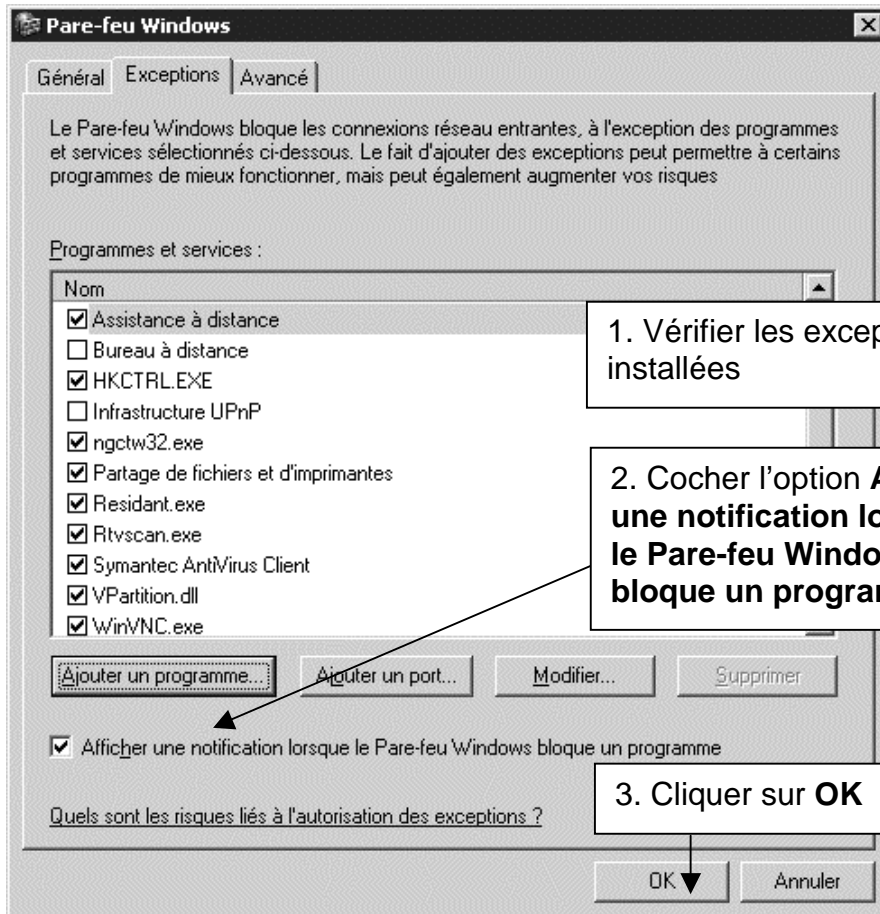 Pare-feu Windows
Général Exceptions Avancé
Le Pare-feu Windows bloque les connexions réseau entrantes, à l'exception des programmes
et services sélectionnés ci-dessous. Le fait d'ajouter des exceptions peut permettre à certains
programmes de mieux fonctionner, mais peut également augmenter vos risques
Programmes et services :
Nom
Assistance à distance
Bureau à distance
HKCTRL.EXE
Infrastructure UPnP
ngctw32.exe
Partage de fichiers et d'imprimantes
Residant.exe
Rtvscan.exe
Symantec AntiVirus Client
VPartition.dll
WinVNC.exe
1. Vérifier les excep
installées
2. Cocher l’option A
une notification lo
le Pare-feu Windo
bloque un progra
Ajouter un programme... Ajouter un port... Modifier... Supprimer
Afficher une notification lorsque le Pare-feu Windows bloque un programme
3. Cliquer sur OK
Quels sont les risques liés à l'autorisation des exceptions ?
OK Annuler